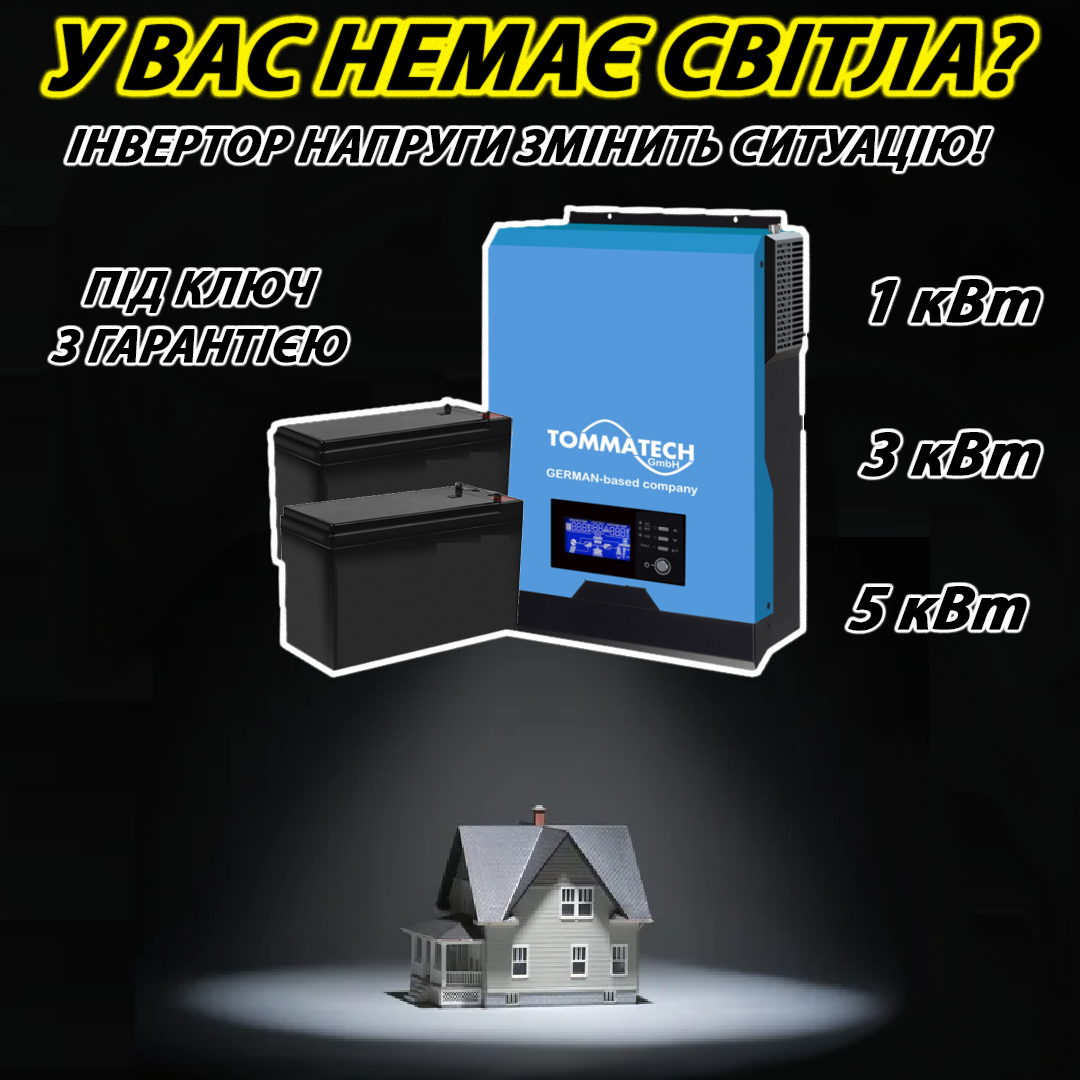 У ВАС НЕМАЄ СВІТЛА?
ІНВЕРТОР НАПРУГИ ЗМІНИТЬ СИТУАЦІЮ!
ПІД КЛЮЧ
З ГАРАНТІЄЮ
1 кВт
3 кВт
5 кВт
TOMMATECH
GmbH
GERMAN-based company